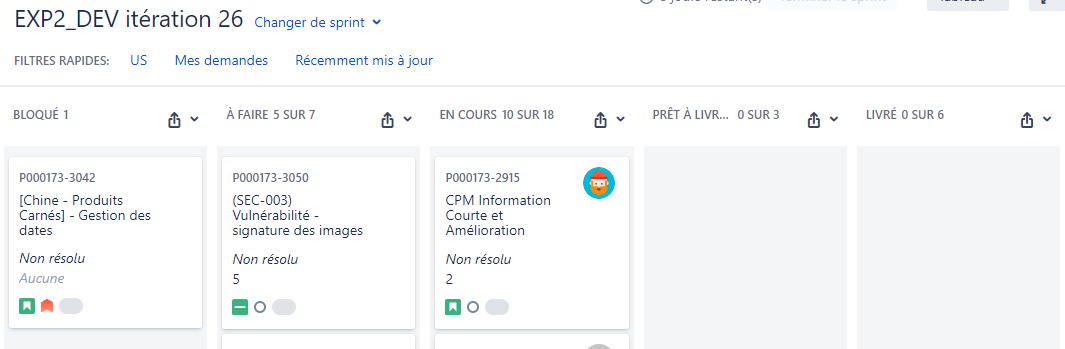 EXP2_DEV itération 26 Changer de sprint
FILTRES RAPIDES: US Mes demandes Récemment mis à jour
BLOQUÉ 1
À FAIRE 5 SUR 7
EN COURS 10 SUR 18
PRÊT À LIVR... 0 SUR 3
LIVRÉ 0 SUR 6
P000173-3042
[Chine - Produits
Carnés] - Gestion des
dates
Non résolu
Aucune
P000173-3050
(SEC-003)
Vulnérabilité -
signature des images
Non résolu
5
P000173-2915
CPM Information
Courte et
Amélioration
Non résolu
2